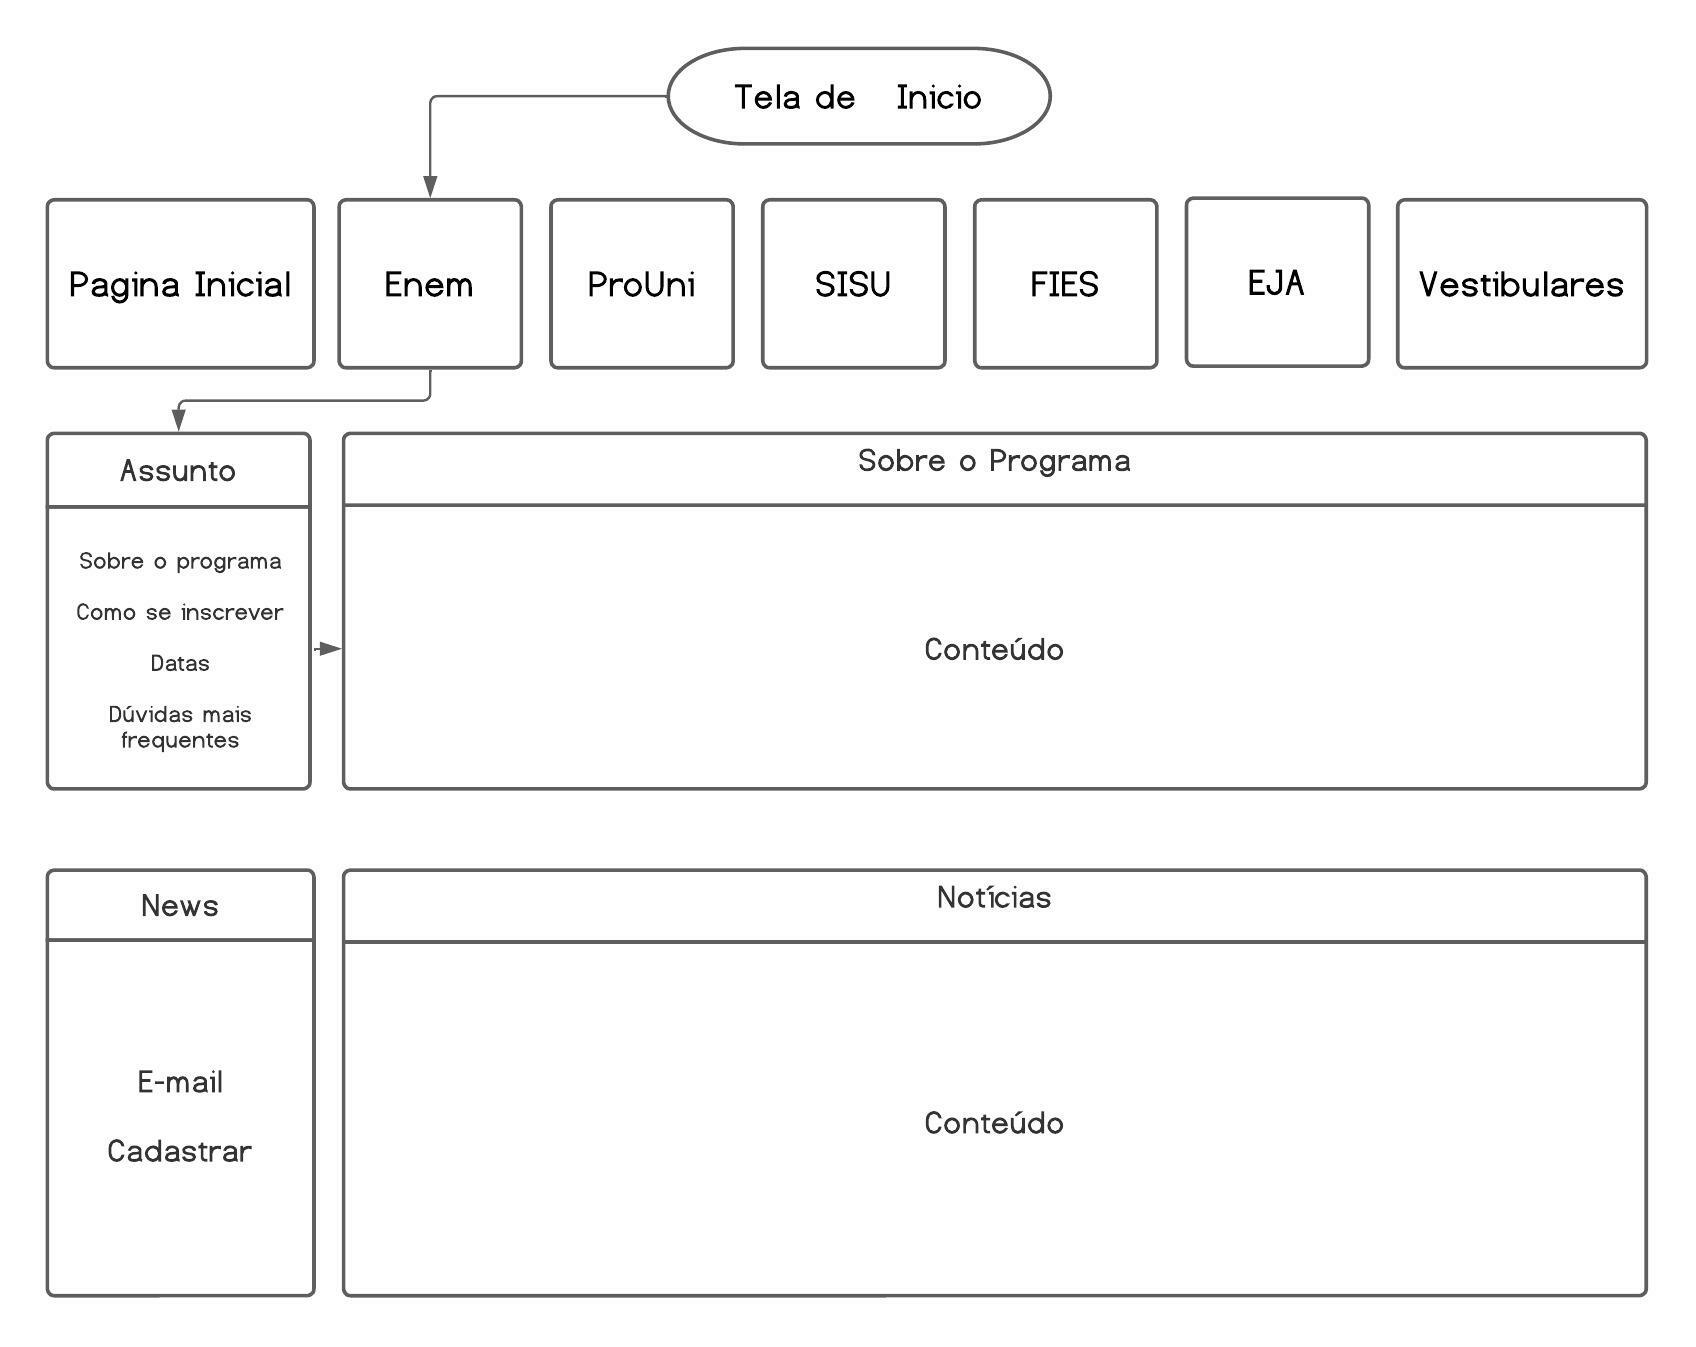 Tela de Inicio
Pagina Inicial
Enem
ProUni
SISU
FIES
EJA
Vestibulares
Assunto
Sobre o programa
Como se inscrever
Datas
Dúvidas mais
frequentes
Sobre o Programa
Conteúdo
News
E-mail
Cadastrar
Notícias
Conteúdo